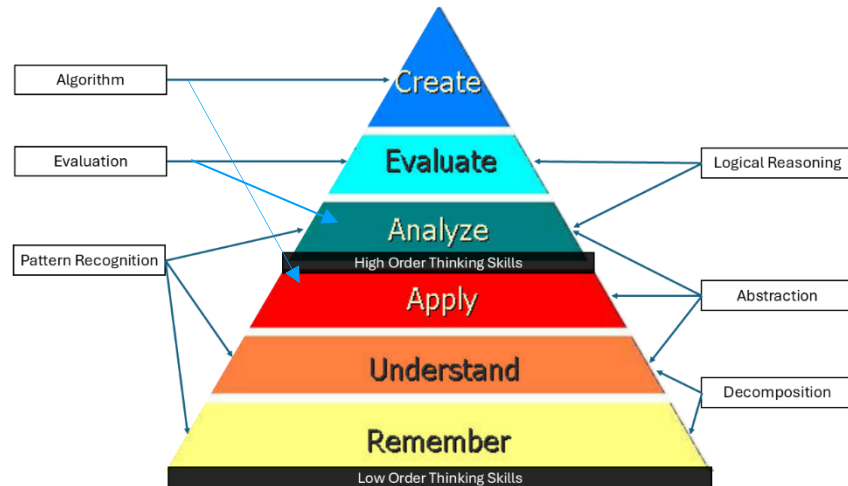 Create
Algorithm
Evaluate
Evaluation
Logical Reasoning
Analyze
Pattern Recognition
High Order Thinking Skills
Apply
Abstraction
Understand
Decomposition
Remember
Low Order Thinking Skills